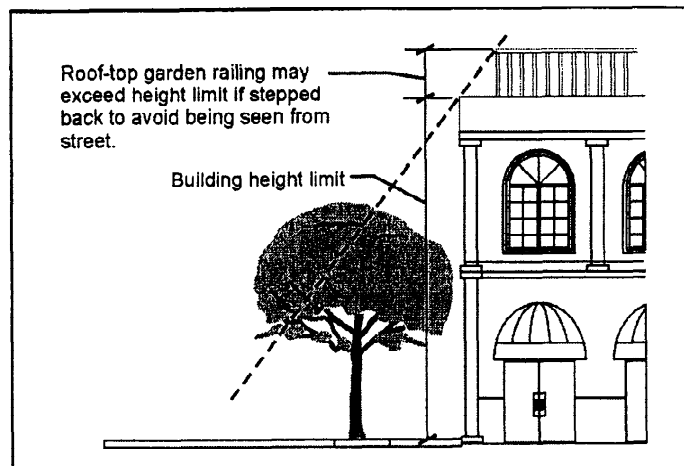 Roof-top garden railing may
exceed height limit if stepped
back to avoid being seen from
street.
Building height limit